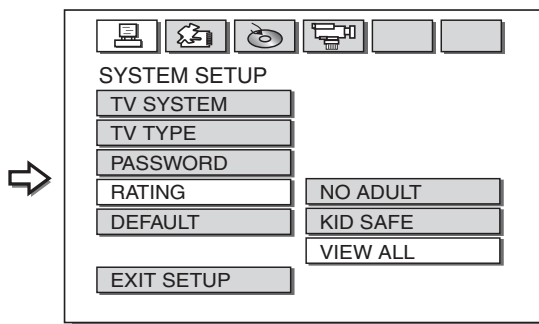 SYSTEM SETUP
TV SYSTEM
TV TYPE
PASSWORD
RATING
NO ADULT
DEFAULT
KID SAFE
VIEW ALL
EXIT SETUP